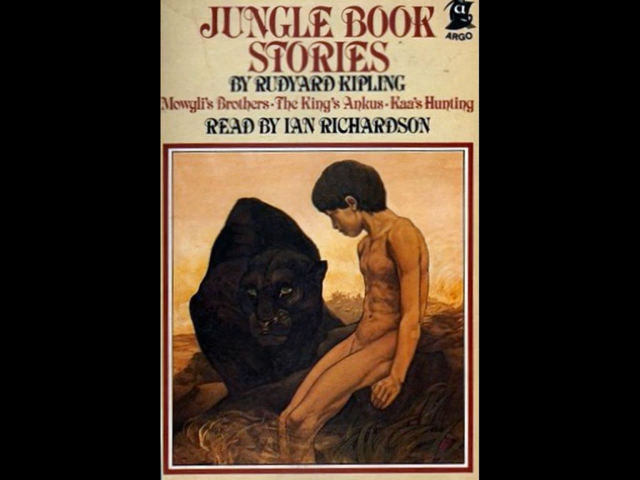 JUNGLE BOOK
STORIES
BY RUDYARD KIPLING
Mowgli's Brothers · The King's Ankus · Kaa's Hunting
READ BY IAN RICHARDSON
a
ARGO